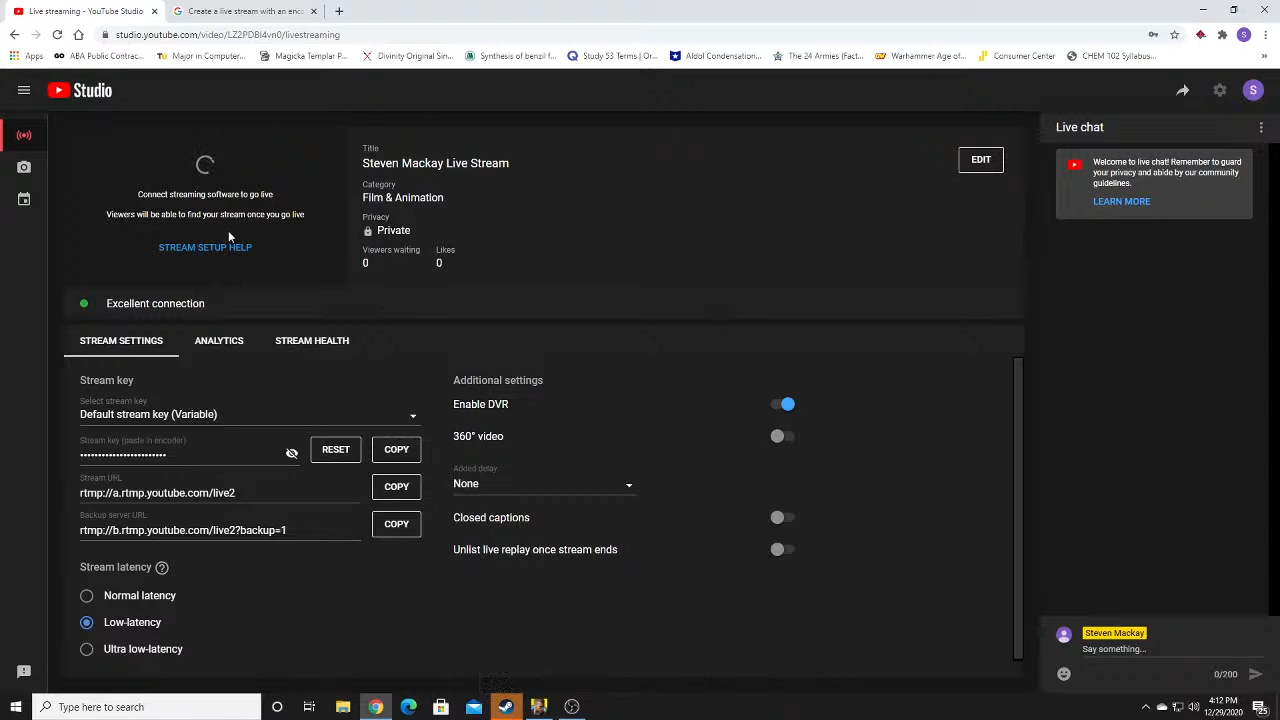 Live streaming - YouTube Studio
Create a live stream with an enc
studio.youtube.com/video/LZ2PDBI4vn0/livestreaming
S
Apps
ABA Public Contrac...
Major in Computer...
Magicka Templar P...
Divinity Original Sin...
Synthesis of benzil f...
Study 53 Terms | Or...
Aldol Condensation...
The 24 Armies (Fact...
Warhammer Age of...
Consumer Center
CHEM 102 Syllabus...
Studio
S
Connect streaming software to go live
Viewers will be able to find your stream once you go live
STREAM SETUP HELP
Title
Steven Mackay Live Stream
Category
Film & Animation
Privacy
Private
Viewers waiting
Likes
0
0
EDIT
Excellent connection
STREAM SETTINGS
ANALYTICS
STREAM HEALTH
Stream key
Select stream key
Default stream key (Variable)
Stream key (paste in encoder)
RESET
COPY
Stream URL
rtmp://a.rtmp.youtube.com/live2
COPY
Backup server URL
rtmp://b.rtmp.youtube.com/live2?backup=1
COPY
Stream latency
Normal latency
Low-latency
Ultra low-latency
Additional settings
Enable DVR
360° video
Added delay
None
Closed captions
Unlist live replay once stream ends
Live chat
Welcome to live chat! Remember to guard
your privacy and abide by our community
guidelines.
LEARN MORE
Steven Mackay
Say something...
0/200
Type here to search
4:12 PM
12/29/2020
25